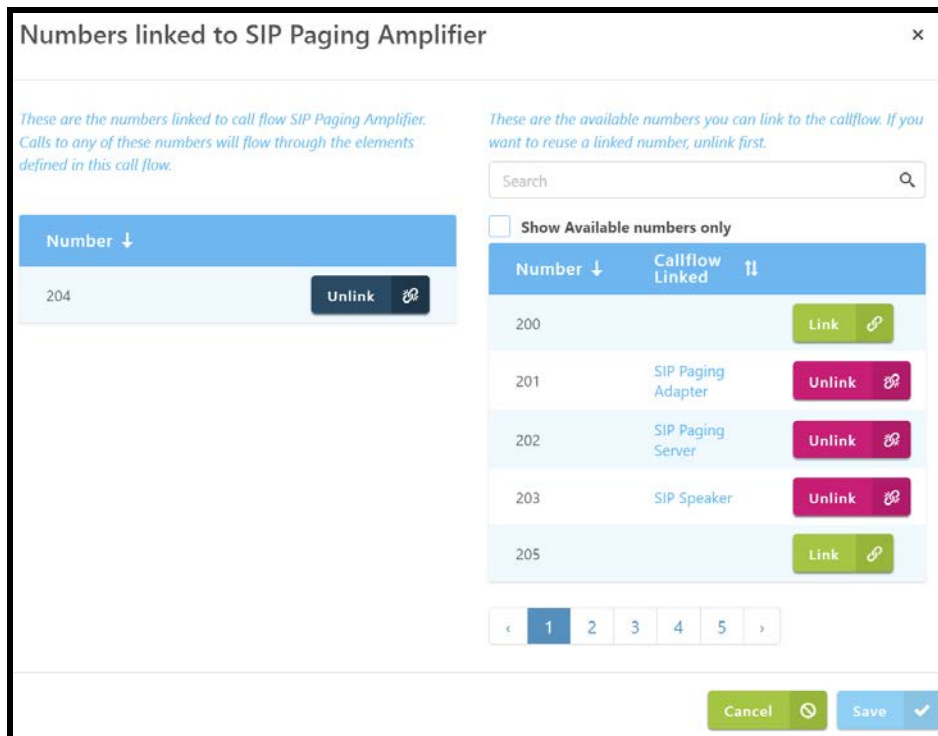 Numbers linked to SIP Paging Amplifier
×
These are the numbers linked to call flow SIP Paging Amplifier.
Calls to any of these numbers will flow through the elements
defined in this call flow.
Number ↓
204 Unlink
These are the available numbers you can link to the callflow. If you
want to reuse a linked number, unlink first.
Search
Show Available numbers only
Number ↓ Callflow
Linked
200 Link
201 SIP Paging
Adapter Unlink
202 SIP Paging
Server Unlink
203 SIP Speaker Unlink
205 Link
‹ 1 2 3 4 5 ›
Cancel Save